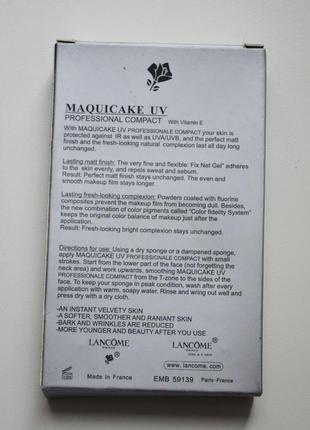 MAQUICAKE UV
PROFESSIONAL COMPACT With Vitamin E
With MAQUICAKE UV PROFESSIONALE COMPACT your skin is
protected against IR as well as UVA/UVB, and the perfect matt
finish and the fresh-looking natural complexion last all day long
unchanged.
Lasting matt finish: The very fine and flexible: Fix Nat Gel" adheres
to the skin evenly, and repels sweat and sebum.
Result: Perfect matt finish stays unchanged. The even and
smooth makeup film stays longer.
Lasting fresh-looking complexion: Powders coated with fluorine
composites prevent the makeup film from becoming dull. Besides,
the new combination of color pigments called "Color fidelity System"
keeps the original color balance of makeup just after the
application.
Result: Fresh-looking bright complexion stays unchanged.
Directions for use: Using a dry sponge or a dampened sponge,
apply MAQUICAKE UV PROFESSIONALE COMPACT with small
strokes. Start from the lower part of the face (not forgetting the
neck area) and work upwards, smoothing MAQUICAKE UV
PROFESSIONALE COMPACT from the T-zone to the sides of the
face. To keep your sponge in peak condition, wash after every
application with warm, soapy water. Rinse and wring out well and
press dry with a dry cloth.
-AN INSTANT VELVETY SKIN
-A SOFTER, SMOOTHER AND RANIANT SKIN
-BARK AND WRINKLES ARE REDUCED
-MORE YOUNGER AND BEAUTY AFTER YOU USE
LANCÔME LANCÔME
PARIS PARIS
www.lancome.com
Made in France EMB 59139 Paris-France